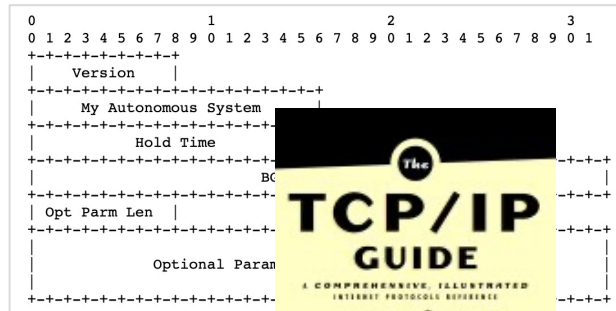 0                   1                   2                   3
0 1 2 3 4 5 6 7 8 9 0 1 2 3 4 5 6 7 8 9 0 1 2 3 4 5 6 7 8 9 0 1
+-+-+-+-+-+-+-+-+
|    Version    |
+-+-+-+-+-+-+-+-+-+-+-+-+-+-+-+-+
|     My Autonomous System      |
+-+-+-+-+-+-+-+-+-+-+-+-+-+-
|           Hold Time
+-+-+-+-+-+-+-+-+-+-+-+-+-+- -+-+-+
| |
+-+-+-+-+-+-+-+-+-+-+-+-+-+- -+-+-+
| Opt Parm Len  |
+-+-+-+-+-+-+-+-+-+-+-+-+-+- -+-+-+
| |
| Optional |
| |
+-+-+-+-+-+-+-+-+-+-+-+-+-+- -+-+-+
The
TCP/IP
GUIDE
A COMPREHENSIVE, ILLUSTRATED
INTERNET PROTOCOLS REFERENCE